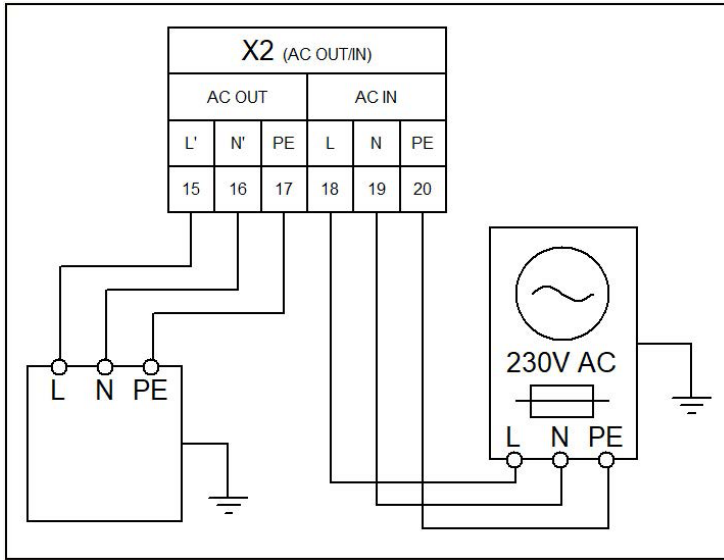 X2 (AC OUT/IN)
AC OUT AC IN
L' N' PE L N PE
15 16 17 18 19 20
230V AC
L N PE
L N PE